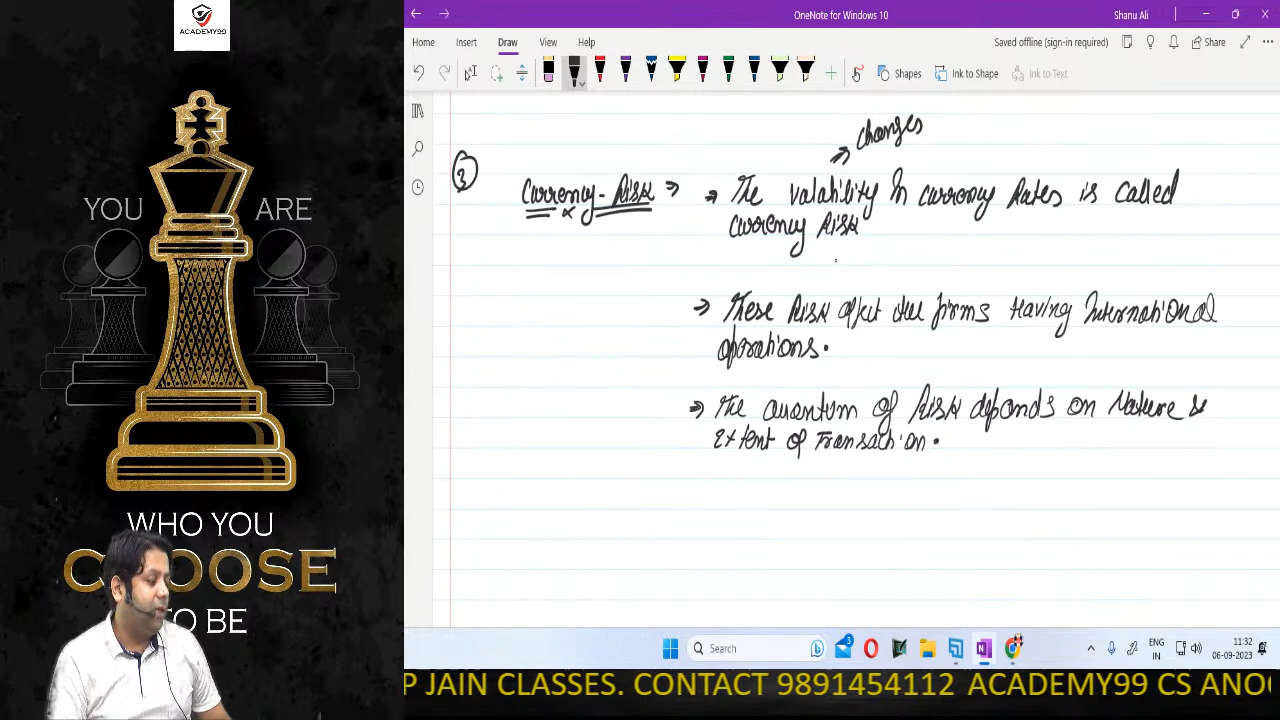 ACADEMY99
YOU ARE
WHO YOU
CHOOSE
TO BE
OneNote for Windows 10
Shanu Ali
Home Insert Draw View Help
Saved offline (sign-in required)
Share
Shapes
Ink to Shape
Ink to Text
changes
3
Currency - Risk ⇒ → The valability In currency Rates is called
currency Risk
→ These Risk affect the firms Having International
operations.
→ The quantum of Risk depends on Nature &
Extent of Transaction.
Search
3
ENG
IN
11:32
06-09-2023
P JAIN CLASSES. CONTACT 9891454112 ACADEMY99 CS ANO